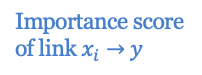 Importance score
of link xᵢ → y